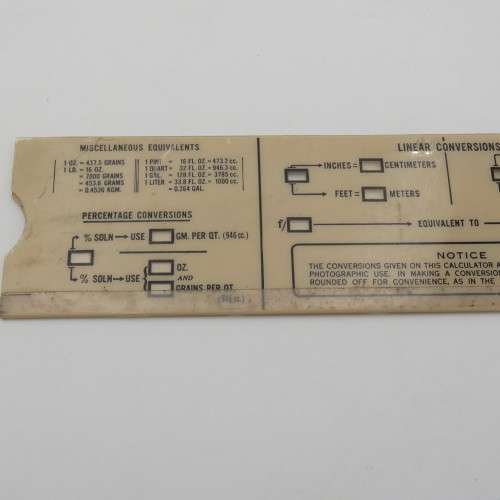 MISCELLANEOUS EQUIVALENTS
1 OZ. = 437.5 GRAINS
1 LB. = 16 OZ.
= 7000 GRAINS
= 453.6 GRAMS
= 0.4536 KGM.
1 PINT = 16 FL. OZ. = 473.2 cc.
1 QUART = 32 FL. OZ. = 946.3 cc.
1 GAL. = 128 FL. OZ. = 3785 cc.
1 LITER = 33.8 FL. OZ. = 1000 cc.
= 0.264 GAL.
PERCENTAGE CONVERSIONS
% SOLN → USE GM. PER QT. (946 cc.)
% SOLN → USE OZ.
AND
GRAINS PER QT.
LINEAR CONVERSIONS
INCHES = CENTIMETERS
FEET = METERS
f/ EQUIVALENT TO
NOTICE
THE CONVERSIONS GIVEN ON THIS CALCULATOR
PHOTOGRAPHIC USE. IN MAKING A CONVERSION
ROUNDED OFF FOR CONVENIENCE, AS IN THE